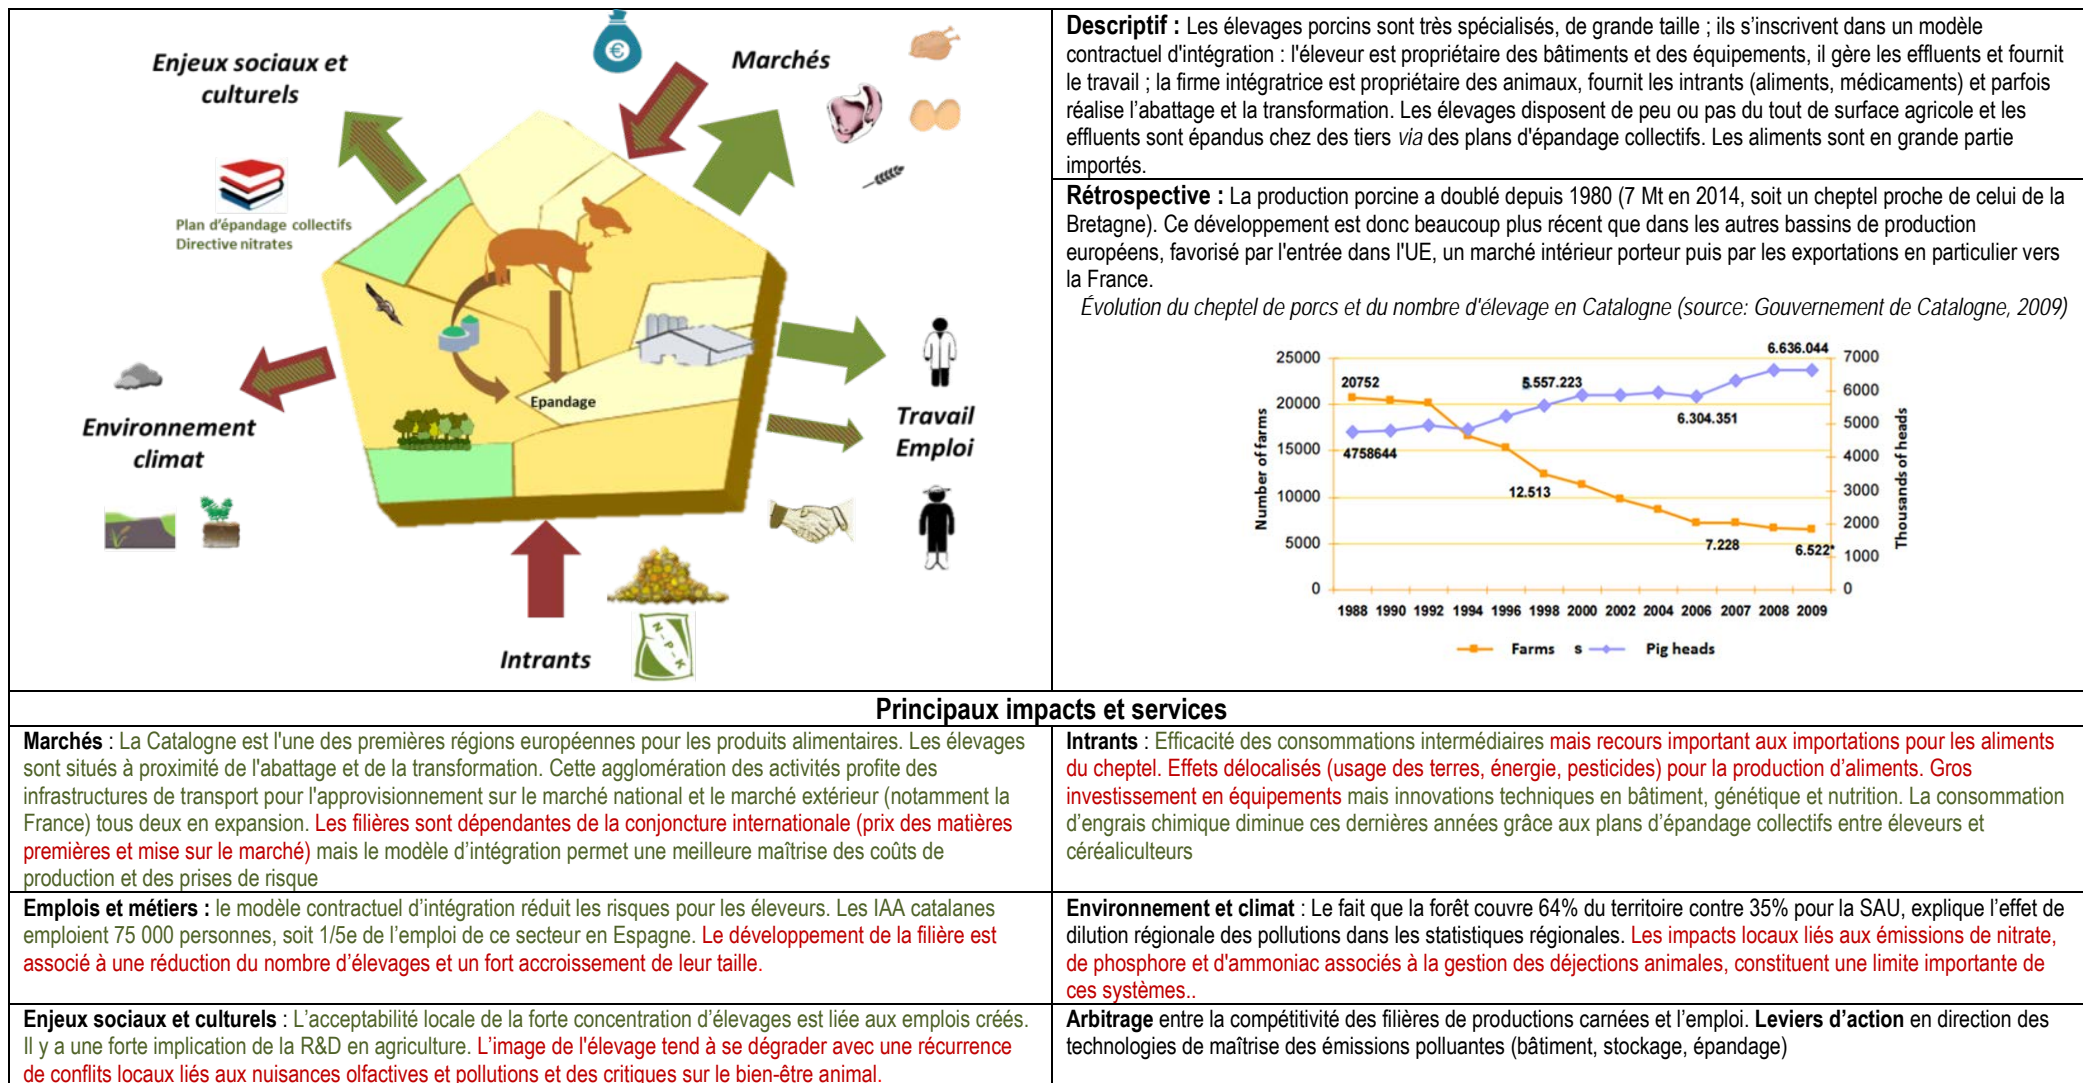 Enjeux sociaux et
culturels
Marchés
Plan d'épandage collectifs
Directive nitrates
Environnement
climat
Epandage
Travail
Emploi
Intrants
N-P-K
Descriptif : Les élevages porcins sont très spécialisés, de grande taille ; ils s'inscrivent dans un modèle
contractuel d'intégration : l'éleveur est propriétaire des bâtiments et des équipements, il gère les effluents et fournit
le travail ; la firme intégratrice est propriétaire des animaux, fournit les intrants (aliments, médicaments) et parfois
réalise l'abattage et la transformation. Les élevages disposent de peu ou pas du tout de surface agricole et les
effluents sont épandus chez des tiers via des plans d'épandage collectifs. Les aliments sont en grande partie
importés.
Rétrospective : La production porcine a doublé depuis 1980 (7 Mt en 2014, soit un cheptel proche de celui de la
Bretagne). Ce développement est donc beaucoup plus récent que dans les autres bassins de production
européens, favorisé par l'entrée dans l'UE, un marché intérieur porteur puis par les exportations en particulier vers
la France.
Évolution du cheptel de porcs et du nombre d'élevage en Catalogne (source: Gouvernement de Catalogne, 2009)
Number of farms
25000
20000
15000
10000
5000
0
20752
4758644
5.557.223
12.513
6.304.351
7.228
6.636.044
6.522*
7000
6000
5000
4000
3000
2000
1000
0
Thousands of heads
1988 1990 1992 1994 1996 1998 2000 2002 2004 2006 2007 2008 2009
Farms s Pig heads
Principaux impacts et services
Marchés : La Catalogne est l'une des premières régions européennes pour les produits alimentaires. Les élevages
sont situés à proximité de l'abattage et de la transformation. Cette agglomération des activités profite des
infrastructures de transport pour l'approvisionnement sur le marché national et le marché extérieur (notamment la
France) tous deux en expansion. Les filières sont dépendantes de la conjoncture internationale (prix des matières
premières et mise sur le marché) mais le modèle d'intégration permet une meilleure maîtrise des coûts de
production et des prises de risque
Intrants : Efficacité des consommations intermédiaires mais recours important aux importations pour les aliments
du cheptel. Effets délocalisés (usage des terres, énergie, pesticides) pour la production d'aliments. Gros
investissement en équipements mais innovations techniques en bâtiment, génétique et nutrition. La consommation
d'engrais chimique diminue ces dernières années grâce aux plans d'épandage collectifs entre éleveurs et
céréaliculteurs
Emplois et métiers : le modèle contractuel d'intégration réduit les risques pour les éleveurs. Les IAA catalanes
emploient 75 000 personnes, soit 1/5e de l'emploi de ce secteur en Espagne. Le développement de la filière est
associé à une réduction du nombre d'élevages et un fort accroissement de leur taille.
Environnement et climat : Le fait que la forêt couvre 64% du territoire contre 35% pour la SAU, explique l'effet de
dilution régionale des pollutions dans les statistiques régionales. Les impacts locaux liés aux émissions de nitrate,
de phosphore et d'ammoniac associés à la gestion des déjections animales, constituent une limite importante de
ces systèmes..
Enjeux sociaux et culturels : L'acceptabilité locale de la forte concentration d'élevages est liée aux emplois créés.
Il y a une forte implication de la R&D en agriculture. L'image de l'élevage tend à se dégrader avec une récurrence
de conflits locaux liés aux nuisances olfactives et pollutions et des critiques sur le bien-être animal.
Arbitrage entre la compétitivité des filières de productions carnées et l'emploi. Leviers d'action en direction des
technologies de maîtrise des émissions polluantes (bâtiment, stockage, épandage)